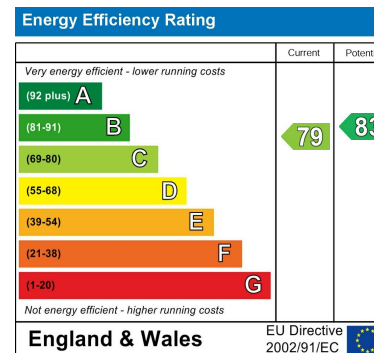 Energy Efficiency Rating
Current
Potent
Very energy efficient - lower running costs
(92 plus) A
(81-91) B
(69-80) C
(55-68) D
(39-54) E
(21-38) F
(1-20) G
79
83
Not energy efficient - higher running costs
England & Wales
EU Directive
2002/91/EC